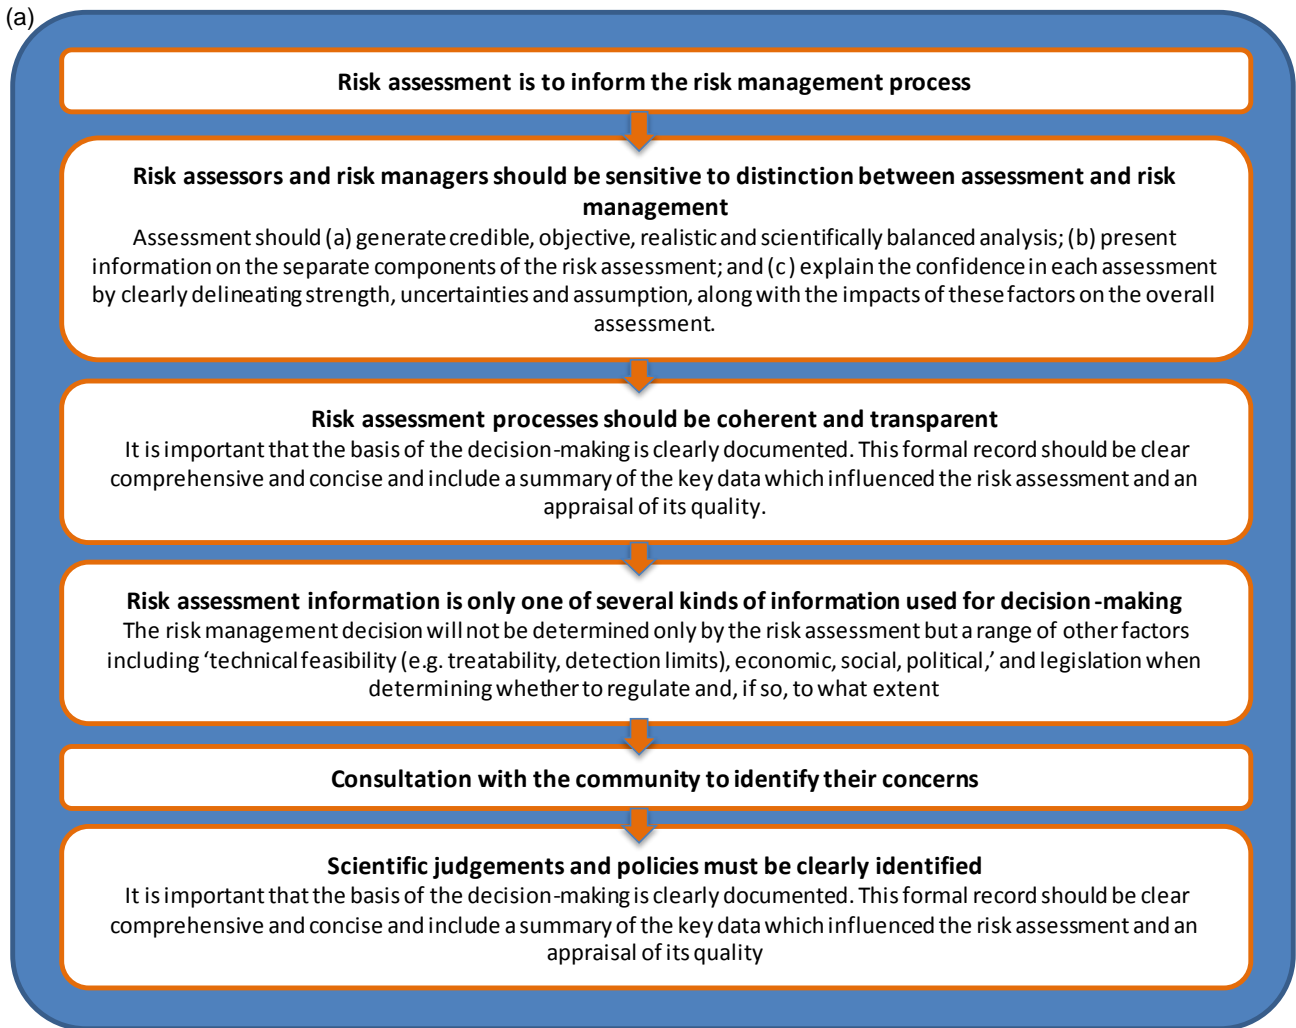 (a)
Risk assessment is to inform the risk management process
Risk assessors and risk managers should be sensitive to distinction between assessment and risk
management
Assessment should (a) generate credible, objective, realistic and scientifically balanced analysis; (b) present
information on the separate components of the risk assessment; and (c) explain the confidence in each assessment
by clearly delineating strength, uncertainties and assumption, along with the impacts of these factors on the overall
assessment.
Risk assessment processes should be coherent and transparent
It is important that the basis of the decision-making is clearly documented. This formal record should be clear
comprehensive and concise and include a summary of the key data which influenced the risk assessment and an
appraisal of its quality.
Risk assessment information is only one of several kinds of information used for decision-making
The risk management decision will not be determined only by the risk assessment but a range of other factors
including ‘technical feasibility (e.g. treatability, detection limits), economic, social, political,’ and legislation when
determining whether to regulate and, if so, to what extent
Consultation with the community to identify their concerns
Scientific judgements and policies must be clearly identified
It is important that the basis of the decision-making is clearly documented. This formal record should be clear
comprehensive and concise and include a summary of the key data which influenced the risk assessment and an
appraisal of its quality